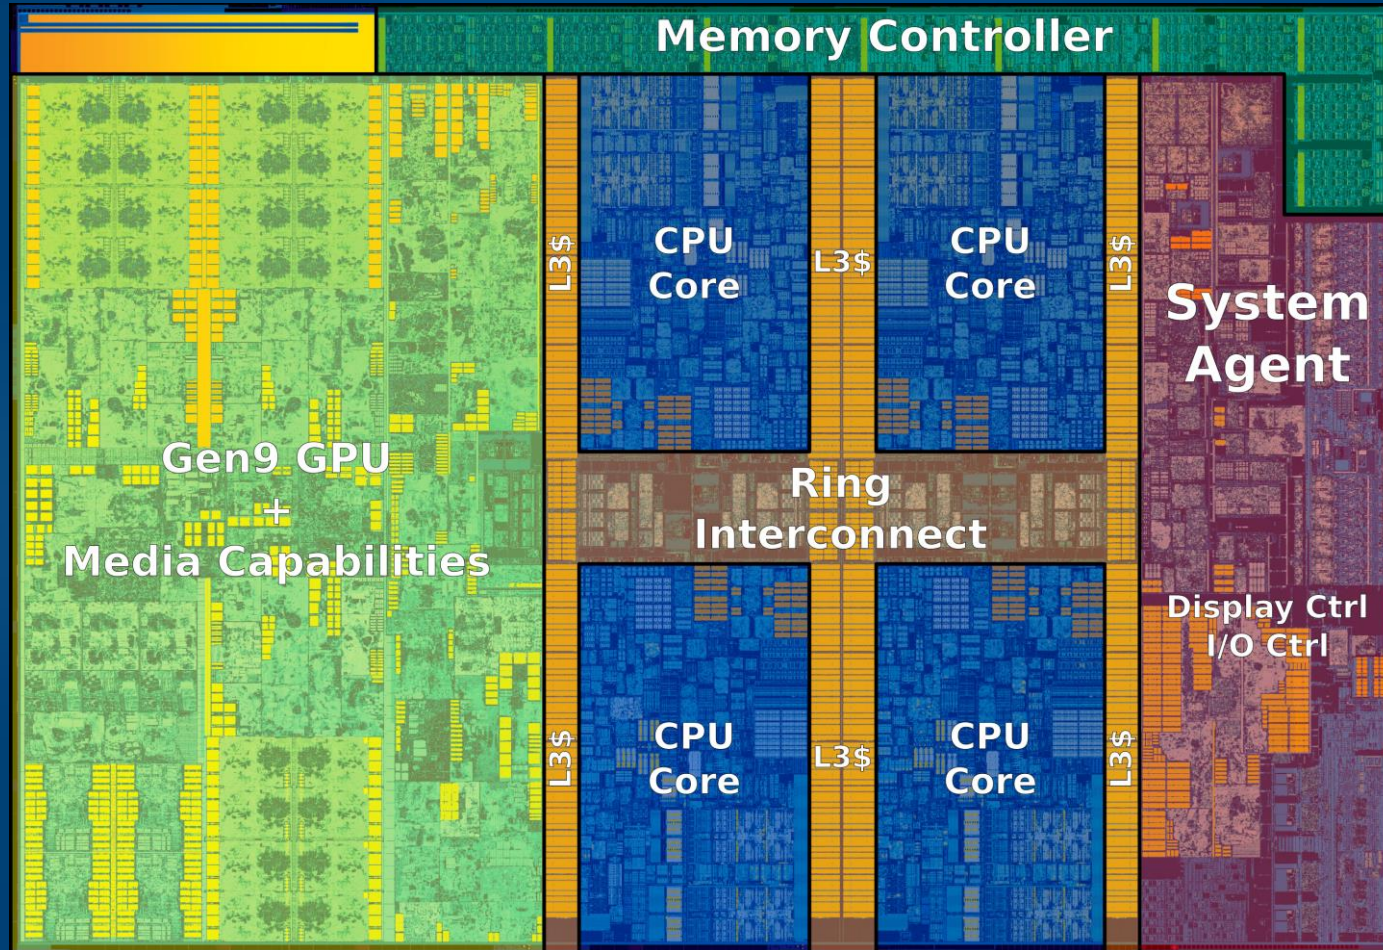 Memory Controller
CPU
Core
CPU
Core
L3$
L3$
L3$
System
Agent
Gen9 GPU
+
Media Capabilities
Ring
Interconnect
Display Ctrl
I/O Ctrl
L3$
CPU
Core
L3$
CPU
Core
L3$